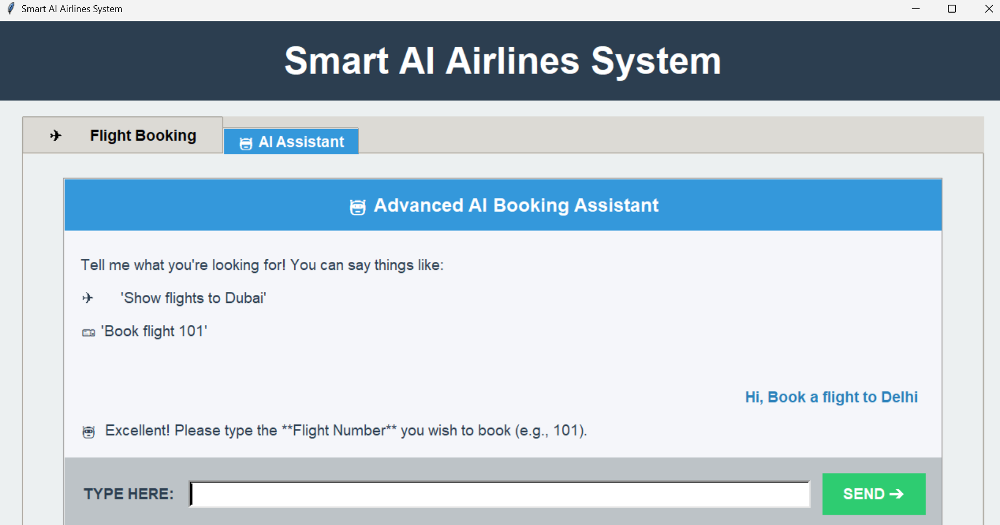 Smart AI Airlines System
Smart AI Airlines System
✈ Flight Booking
🤖 AI Assistant
🤖 Advanced AI Booking Assistant
Tell me what you're looking for! You can say things like:
✈ 'Show flights to Dubai'
🎫 'Book flight 101'
Hi, Book a flight to Delhi
🤖 Excellent! Please type the **Flight Number** you wish to book (e.g., 101).
TYPE HERE:
SEND ➔